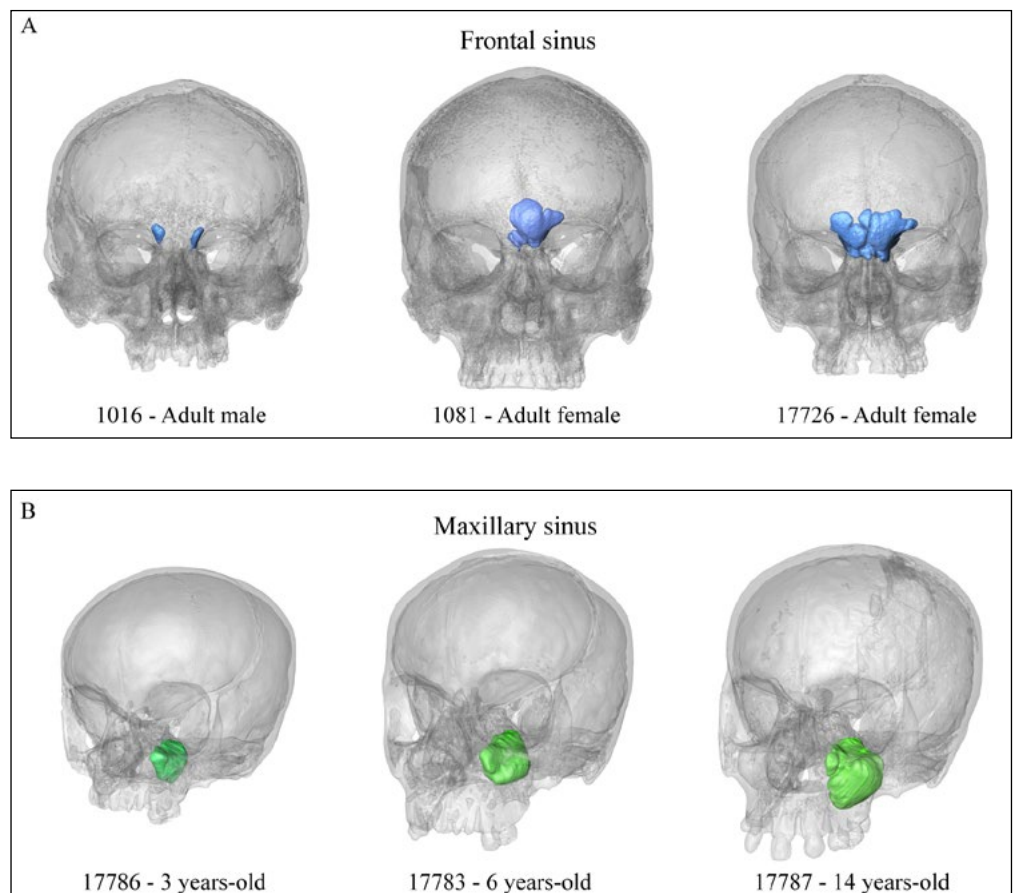 A
Frontal sinus
1016 - Adult male
1081 - Adult female
17726 - Adult female
B
Maxillary sinus
17786 - 3 years-old
17783 - 6 years-old
17787 - 14 years-old